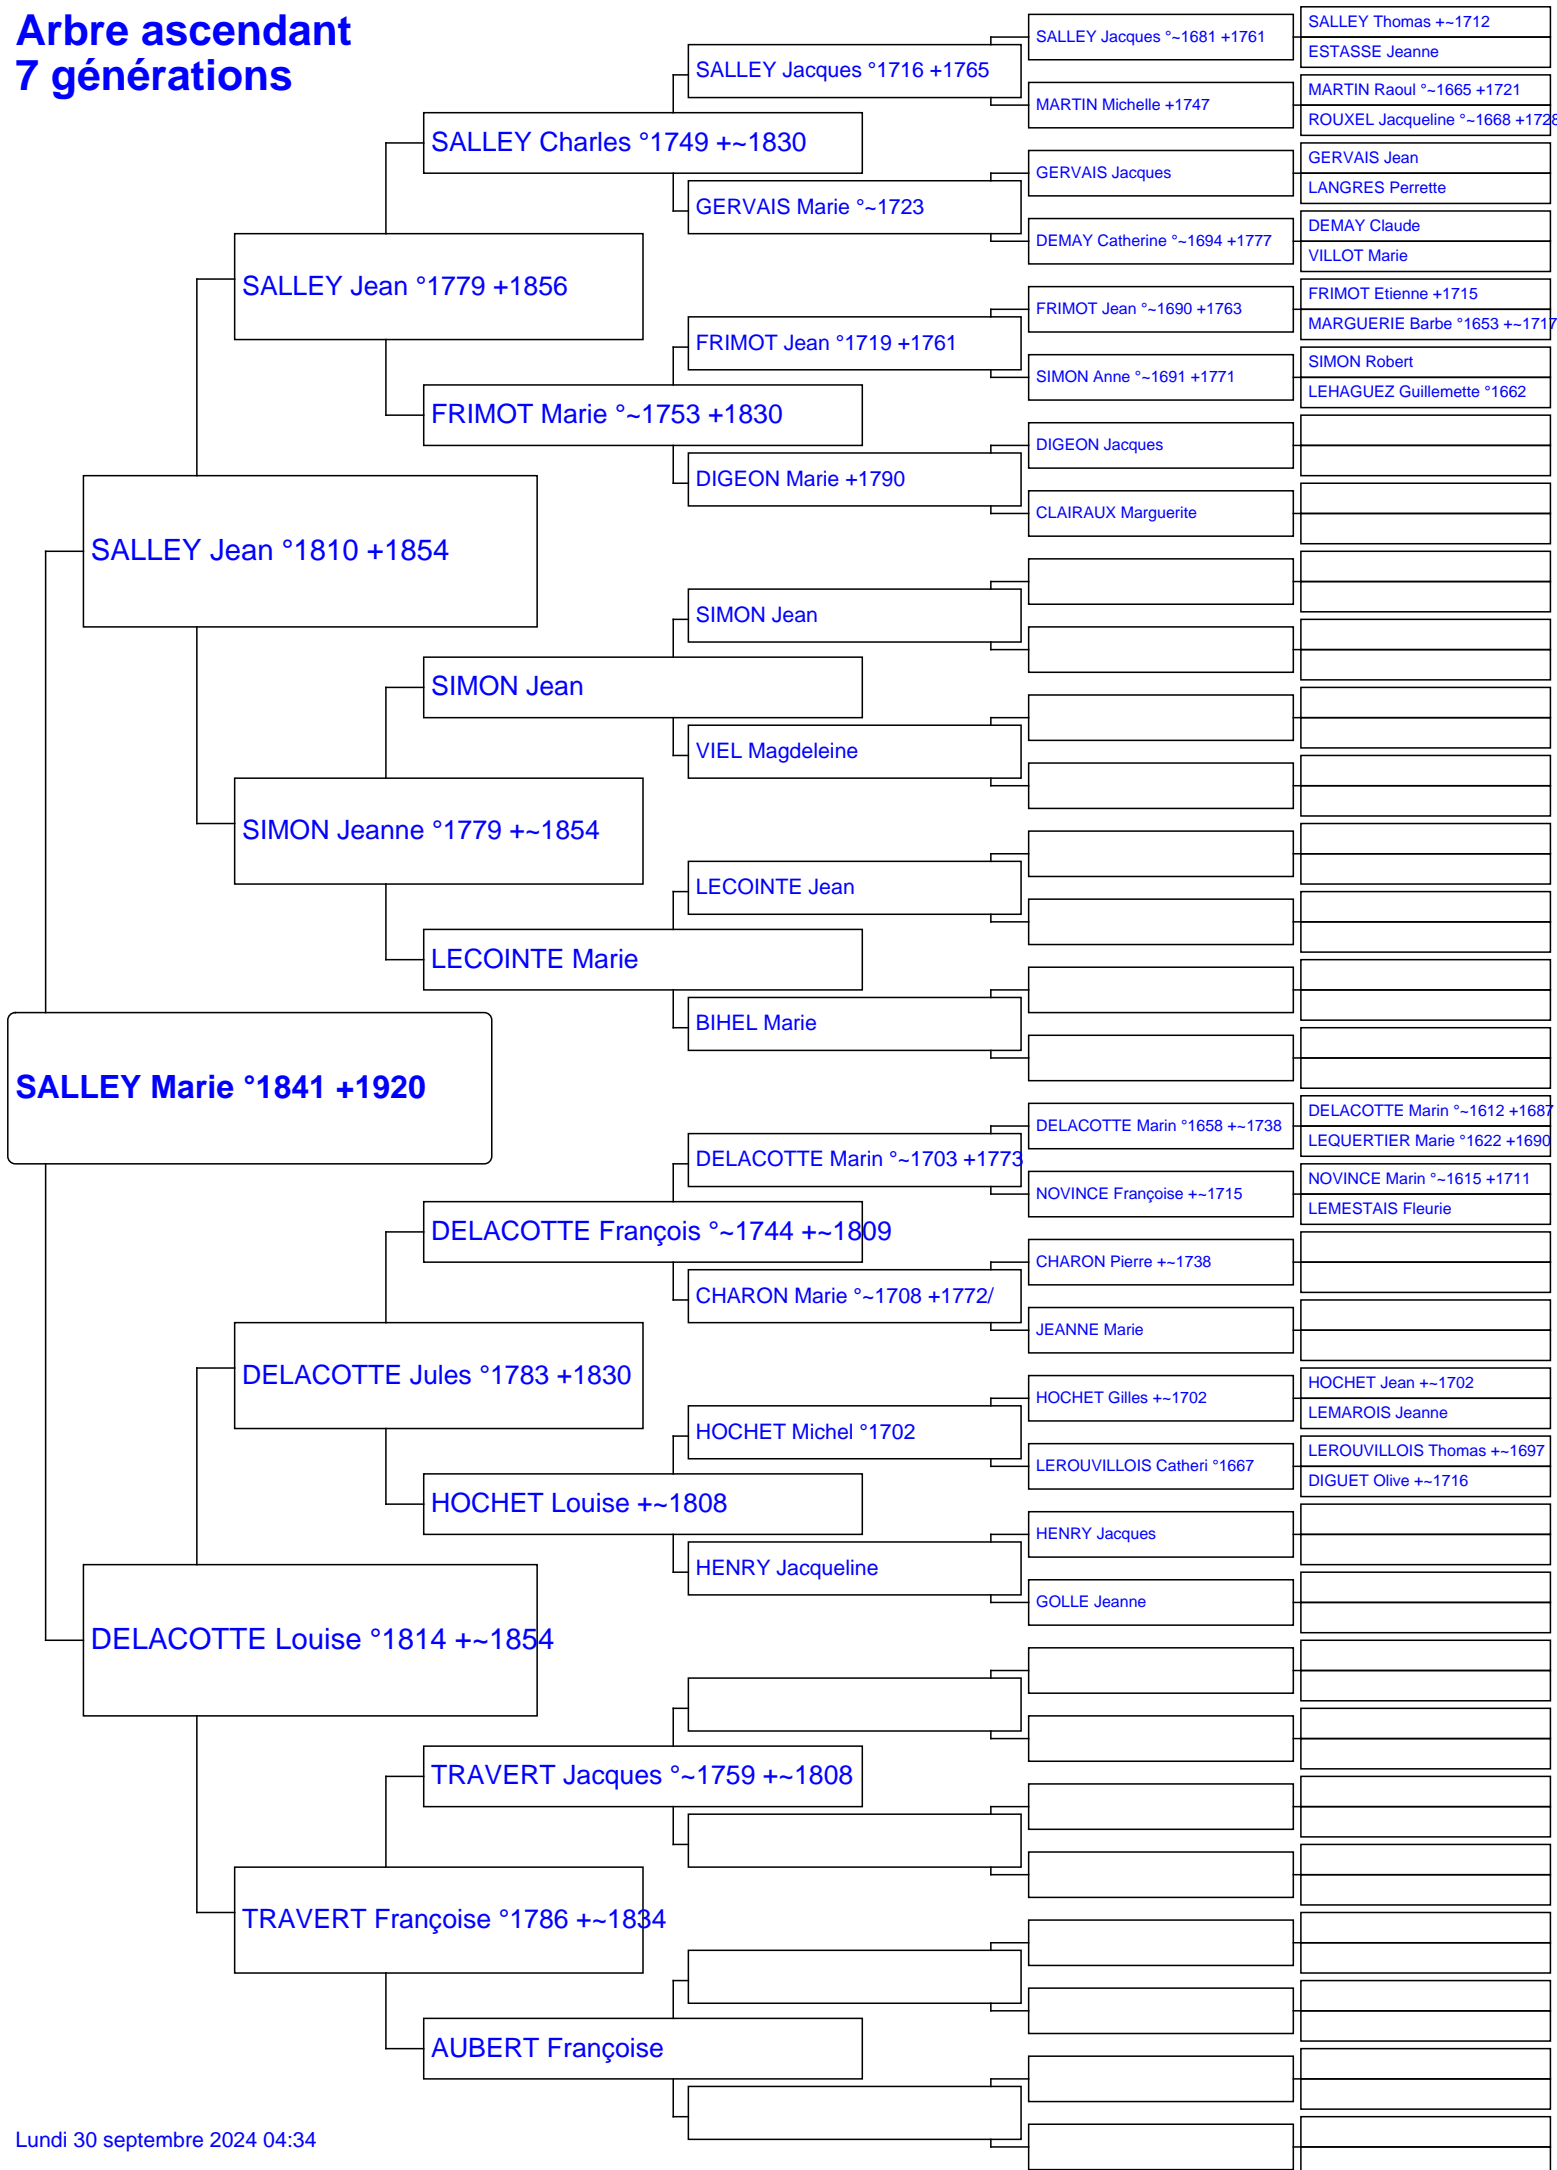 Arbre ascendant
7 générations
SALLEY Marie °1841 +1920
SALLEY Jean °1810 +1854
DELACOTTE Louise °1814 +~1854
SALLEY Jean °1779 +1856
SIMON Jeanne °1779 +~1854
DELACOTTE Jules °1783 +1830
TRAVERT Françoise °1786 +~1834
SALLEY Charles °1749 +~1830
FRIMOT Marie °~1753 +1830
SIMON Jean
LECOINTE Marie
DELACOTTE François °~1744 +~1809
HOCHET Louise +~1808
TRAVERT Jacques °~1759 +~1808
AUBERT Françoise
SALLEY Jacques °1716 +1765
GERVAIS Marie °~1723
FRIMOT Jean °1719 +1761
DIGEON Marie +1790
SIMON Jean
VIEL Magdeleine
LECOINTE Jean
BIHEL Marie
DELACOTTE Marin °~1703 +1773
CHARON Marie °~1708 +1772/
HOCHET Michel °1702
HENRY Jacqueline
SALLEY Jacques °~1681 +1761
MARTIN Michelle +1747
GERVAIS Jacques
DEMAY Catherine °~1694 +1777
FRIMOT Jean °~1690 +1763
SIMON Anne °~1691 +1771
DIGEON Jacques
CLAIRAUX Marguerite
DELACOTTE Marin °1658 +~1738
NOVINCE Françoise +~1715
CHARON Pierre +~1738
JEANNE Marie
HOCHET Gilles +~1702
LEROUVILLOIS Catheri °1667
HENRY Jacques
GOLLE Jeanne
SALLEY Thomas +~1712
ESTASSE Jeanne
MARTIN Raoul °~1665 +1721
ROUXEL Jacqueline °~1668 +1728
GERVAIS Jean
LANGRES Perrette
DEMAY Claude
VILLOT Marie
FRIMOT Etienne +1715
MARGUERIE Barbe °1653 +~1717
SIMON Robert
LEHAGUEZ Guillemette °1662
DELACOTTE Marin °~1612 +1687
LEQUERTIER Marie °1622 +1690
NOVINCE Marin °~1615 +1711
LEMESTAIS Fleurie
HOCHET Jean +~1702
LEMAROIS Jeanne
LEROUVILLOIS Thomas +~1697
DIGUET Olive +~1716
Lundi 30 septembre 2024 04:34